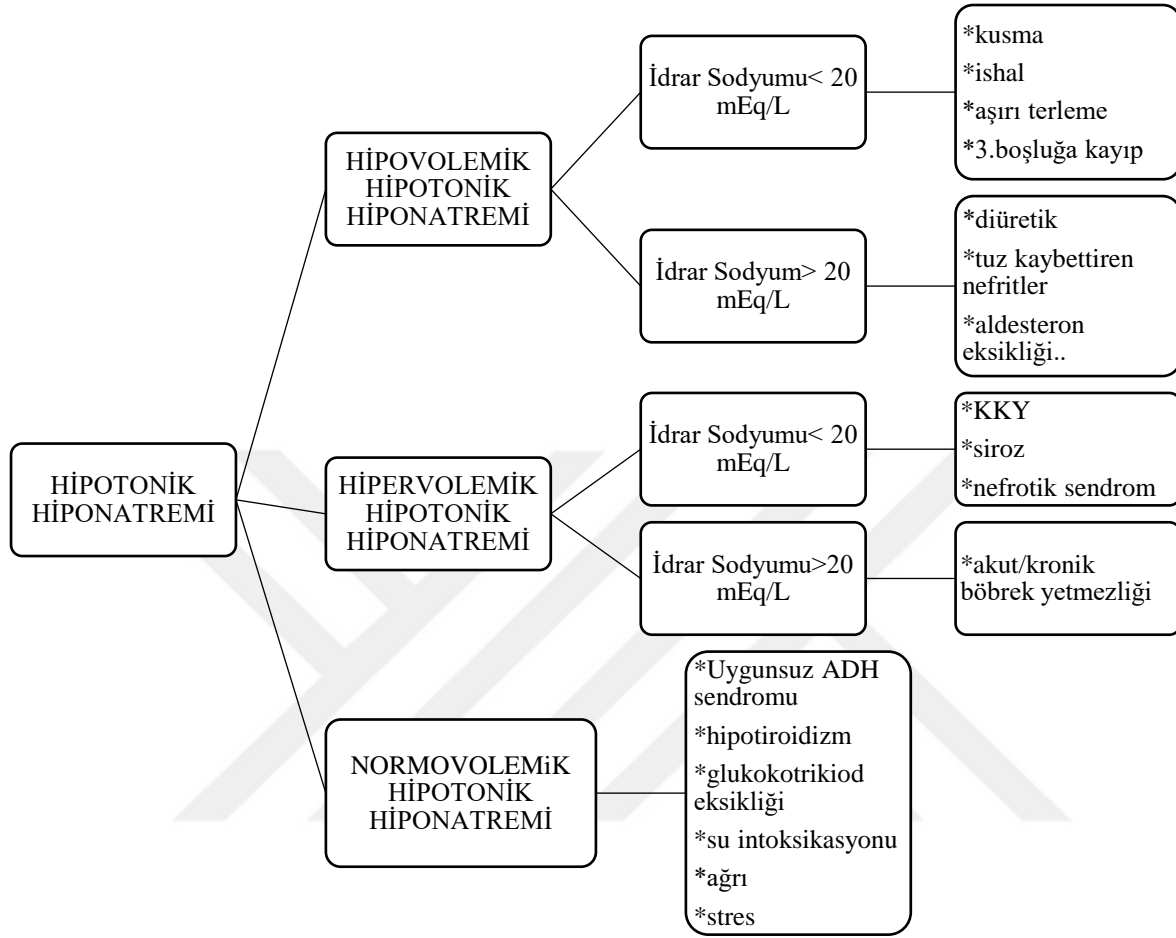 HİPOTONİK
HİPONATREMİ
HİPOVOLEMİK
HİPOTONİK
HİPONATREMİ
İdrar Sodyumu< 20
mEq/L
*kusma
*ishal
*aşırı terleme
*3.boşluğa kayıp
İdrar Sodyum> 20
mEq/L
*diüretik
*tuz kaybettiren
nefritler
*aldesteron
eksikliği..
HİPERVOLEMİK
HİPOTONİK
HİPONATREMİ
İdrar Sodyumu< 20
mEq/L
*KKY
*siroz
*nefrotik sendrom
İdrar Sodyumu>20
mEq/L
*akut/kronik
böbrek yetmezliği
NORMOVOLEMiK
HİPOTONİK
HİPONATREMİ
*Uygunsuz ADH
sendromu
*hipotiroidizm
*glukokotrikiod
eksikliği
*su intoksikasyonu
*ağrı
*stres